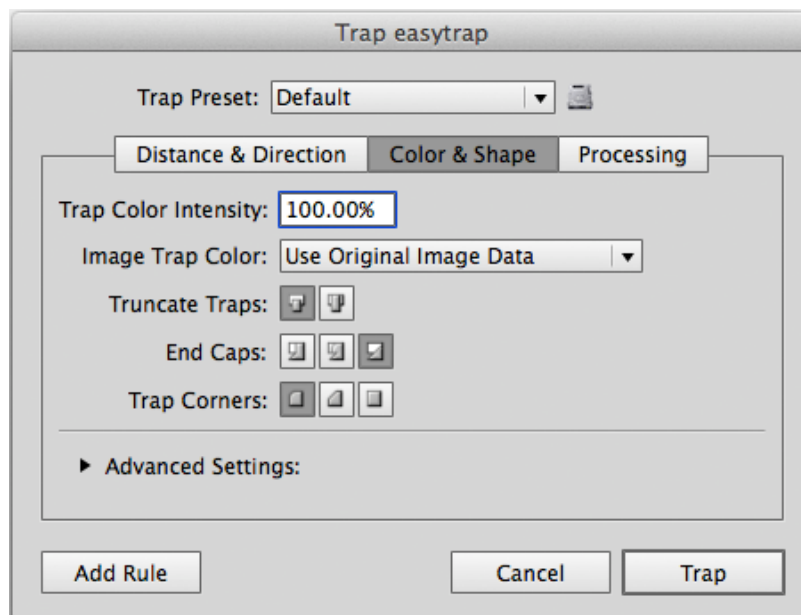 Trap easytrap
Trap Preset: Default
Distance & Direction Color & Shape Processing
Trap Color Intensity: 100.00%
Image Trap Color: Use Original Image Data
Truncate Traps:
End Caps:
Trap Corners:
Advanced Settings:
Add Rule Cancel Trap